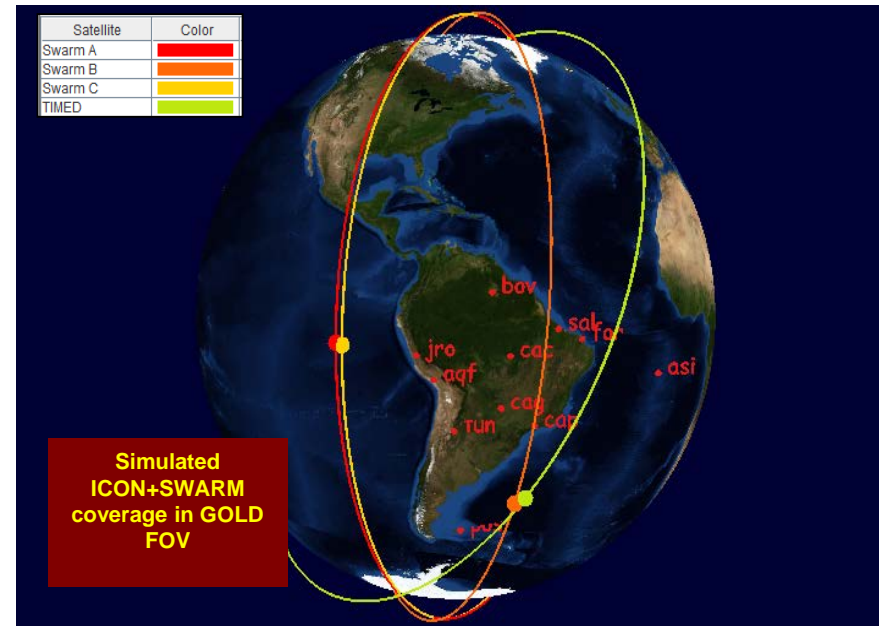 Satellite Color
Swarm A
Swarm B
Swarm C
TIMED
bov
sal
jro
cac
asi
aqf
cag
Tun
cap
Simulated
ICON+SWARM
coverage in GOLD
FOV